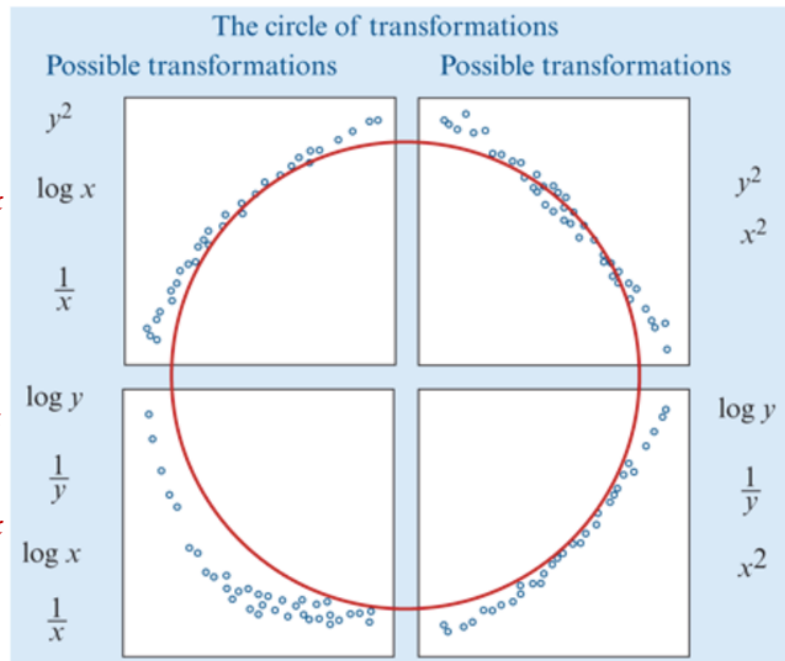 The circle of transformations
Possible transformations
Possible transformations
y²
log x
1/x
y²
x²
log y
1/y
log x
1/x
log y
1/y
x²